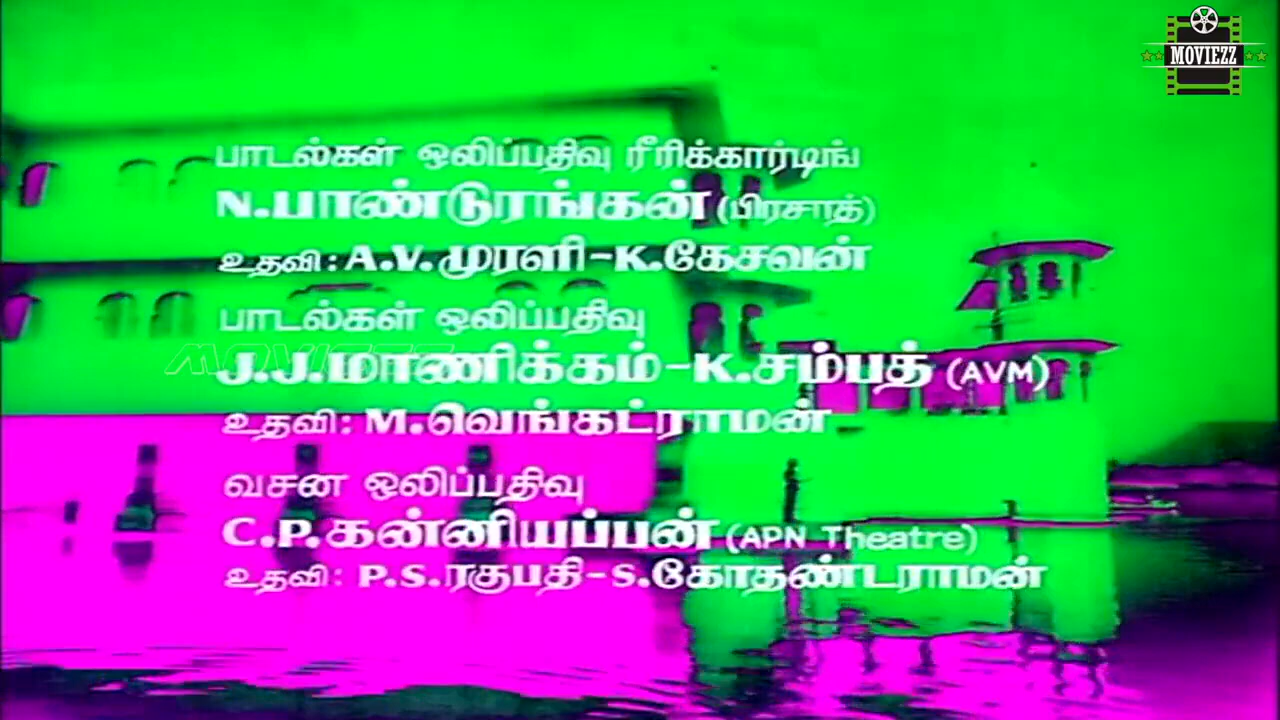 MOVIEZZ
பாடல்கள் ஒலிப்பதிவு ரீரிக்கார்டிங்
N.பாண்டுரங்கன் (பிரசாத்)
உதவி: A.V.முரளி-K.கேசவன்
பாடல்கள் ஒலிப்பதிவு
MOVIEZZ
J.J.மாணிக்கம்-K.சம்பத் (AVM)
உதவி: M.வெங்கட்ராமன்
வசன ஒலிப்பதிவு
C.P.கன்னியப்பன் (APN Theatre)
உதவி: P.S.ரகுபதி-S.கோதண்டராமன்